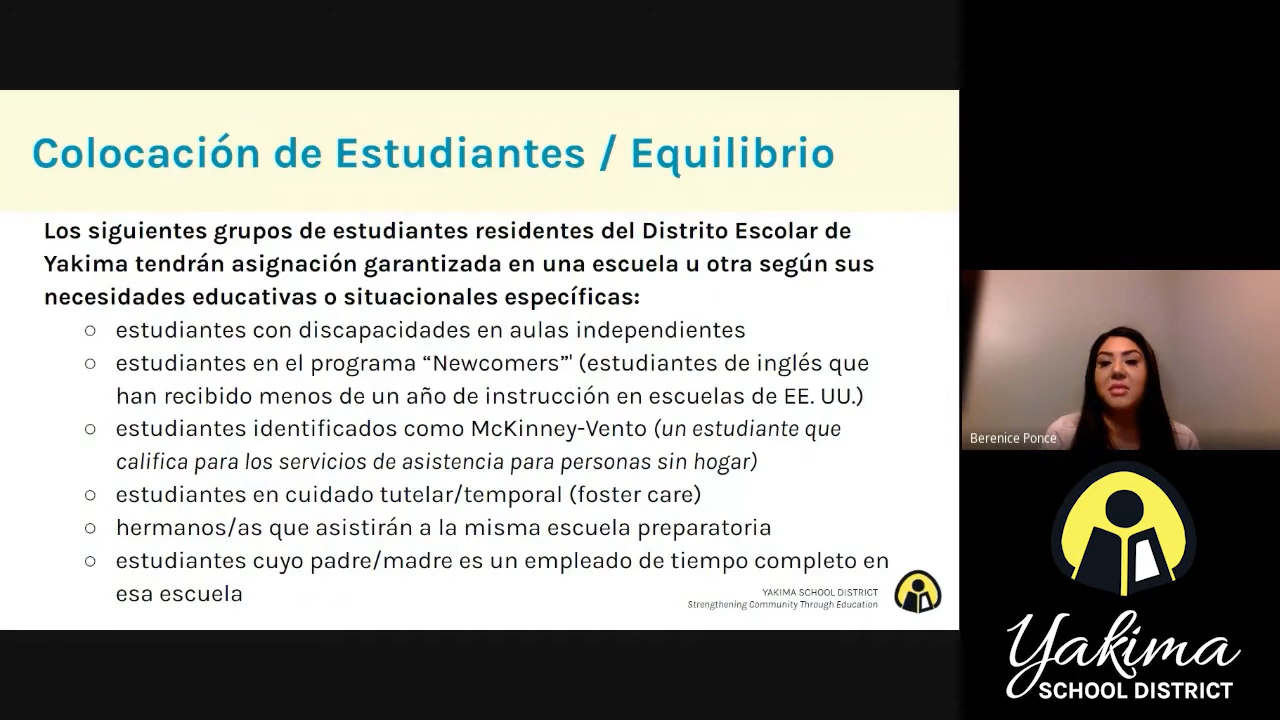 Colocación de Estudiantes / Equilibrio
Los siguientes grupos de estudiantes residentes del Distrito Escolar de
Yakima tendrán asignación garantizada en una escuela u otra según sus
necesidades educativas o situacionales específicas:
○ estudiantes con discapacidades en aulas independientes
○ estudiantes en el programa “Newcomers”' (estudiantes de inglés que
han recibido menos de un año de instrucción en escuelas de EE. UU.)
○ estudiantes identificados como McKinney-Vento (un estudiante que
califica para los servicios de asistencia para personas sin hogar)
○ estudiantes en cuidado tutelar/temporal (foster care)
○ hermanos/as que asistirán a la misma escuela preparatoria
○ estudiantes cuyo padre/madre es un empleado de tiempo completo en
esa escuela
YAKIMA SCHOOL DISTRICT
Strengthening Community Through Education
Berenice Ponce
Yakima
SCHOOL DISTRICT